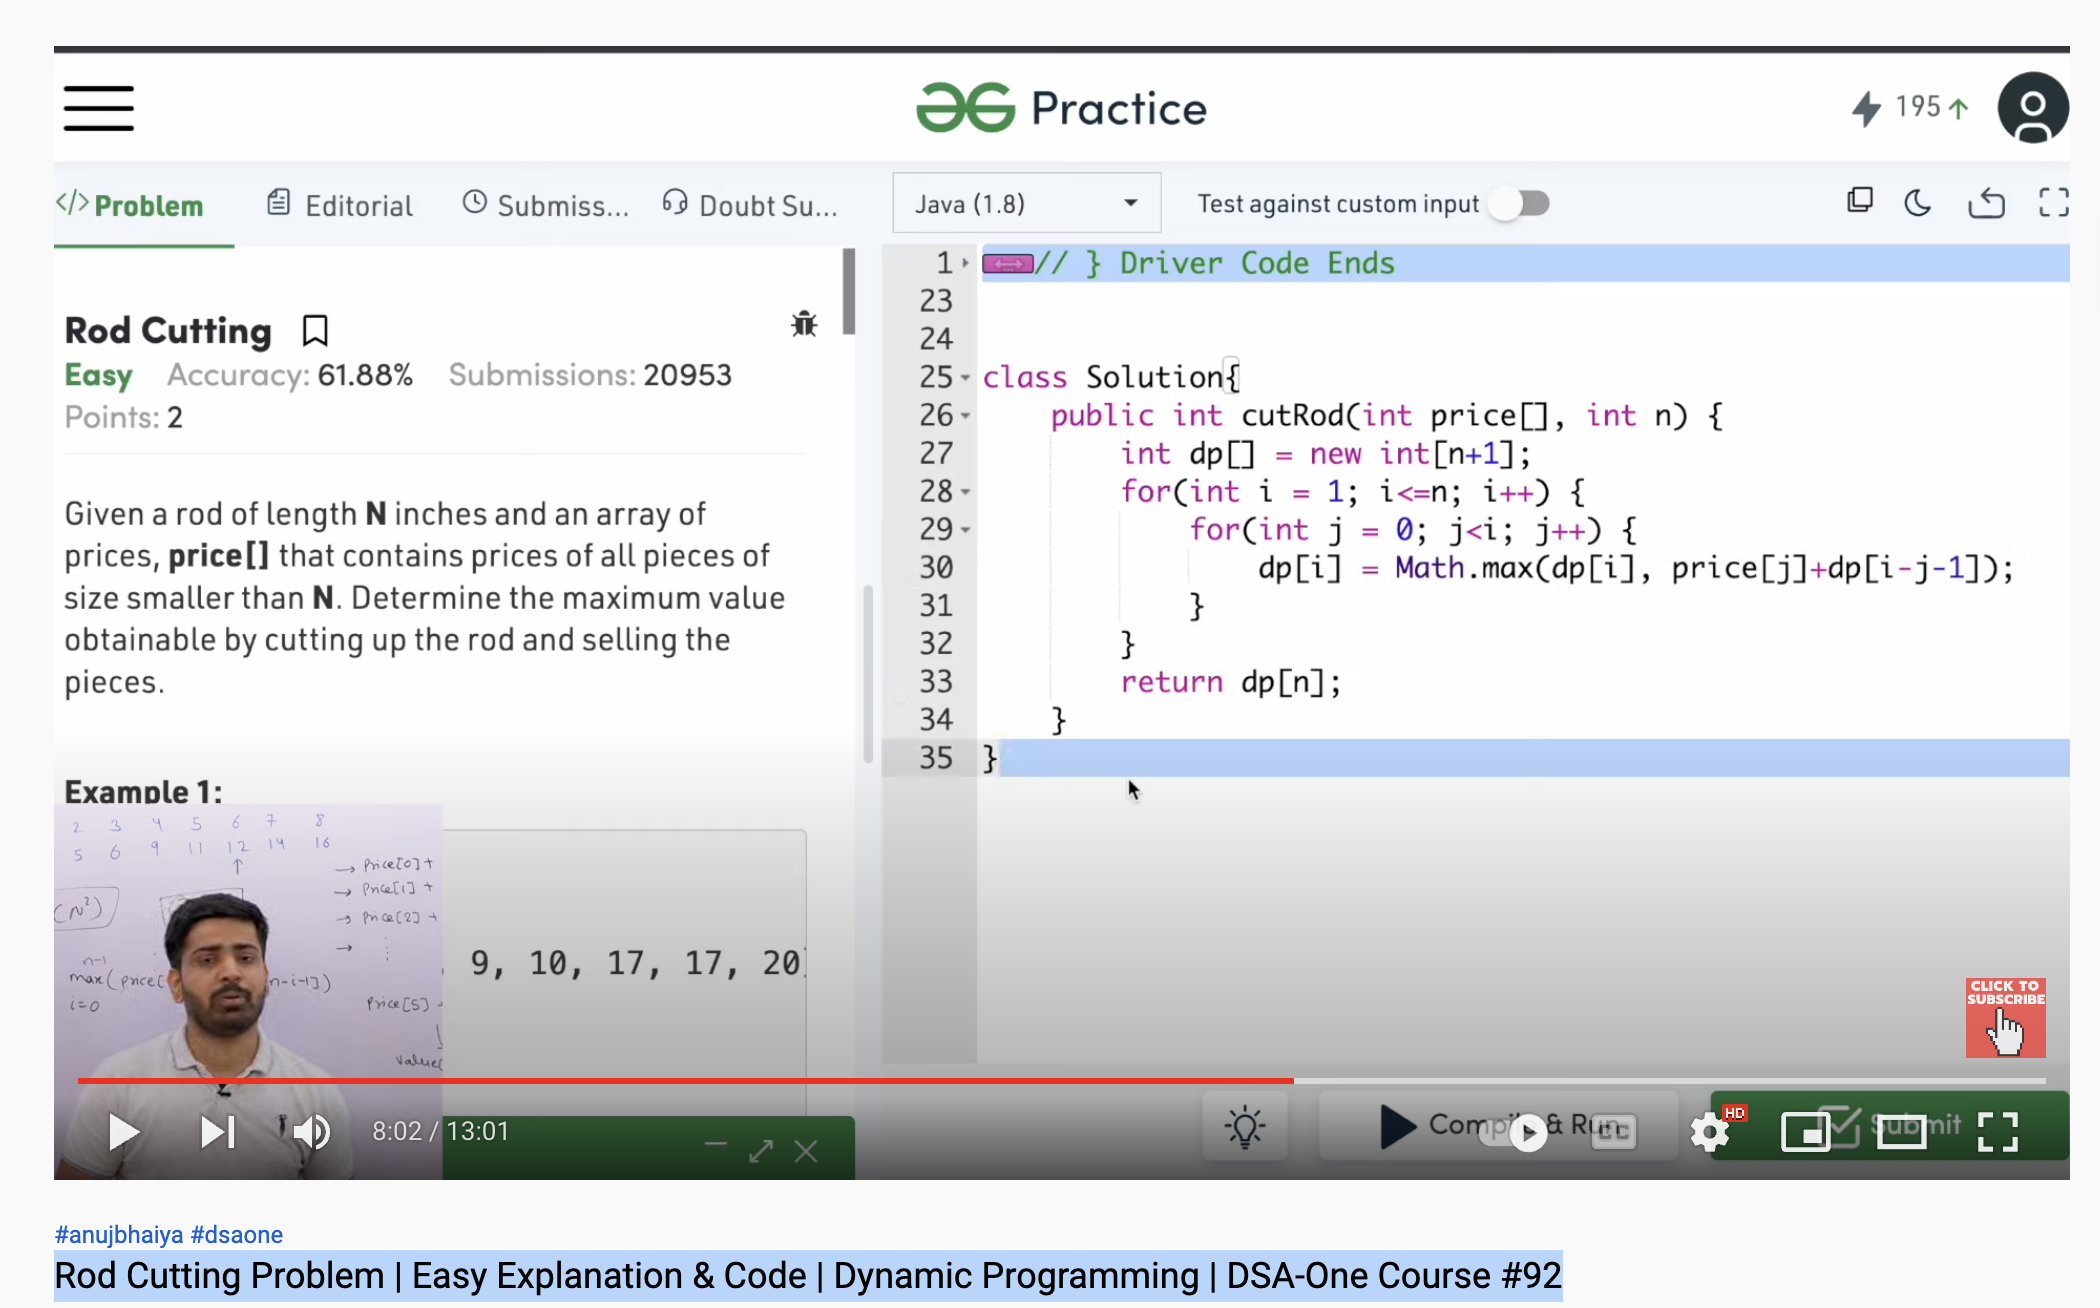 Practice
195
</> Problem
Editorial
Submiss...
Doubt Su...
Java (1.8)
Test against custom input
Rod Cutting
Easy Accuracy: 61.88% Submissions: 20953
Points: 2
Given a rod of length N inches and an array of
prices, price[] that contains prices of all pieces of
size smaller than N. Determine the maximum value
obtainable by cutting up the rod and selling the
pieces.
Example 1:
9, 10, 17, 17, 20
1 // } Driver Code Ends
23
24
25 class Solution{
26 public int cutRod(int price[], int n) {
27 int dp[] = new int[n+1];
28 for(int i = 1; i<=n; i++) {
29 for(int j = 0; j<i; j++) {
30 dp[i] = Math.max(dp[i], price[j]+dp[i-j-1]);
31 }
32 }
33 return dp[n];
34 }
35 }
2 3 4 5 6 7 8
5 6 9 11 12 14 16
→ Price[0]+
→ Price[1] +
(N²)
→ Price[2] +
n-1
max(price[ n-i-1])
i=0
Price[5]
value(
CLICK TO
SUBSCRIBE
8:02 / 13:01
Compile & Run
CC
HD
Submit
#anujbhaiya #dsaone
Rod Cutting Problem | Easy Explanation & Code | Dynamic Programming | DSA-One Course #92